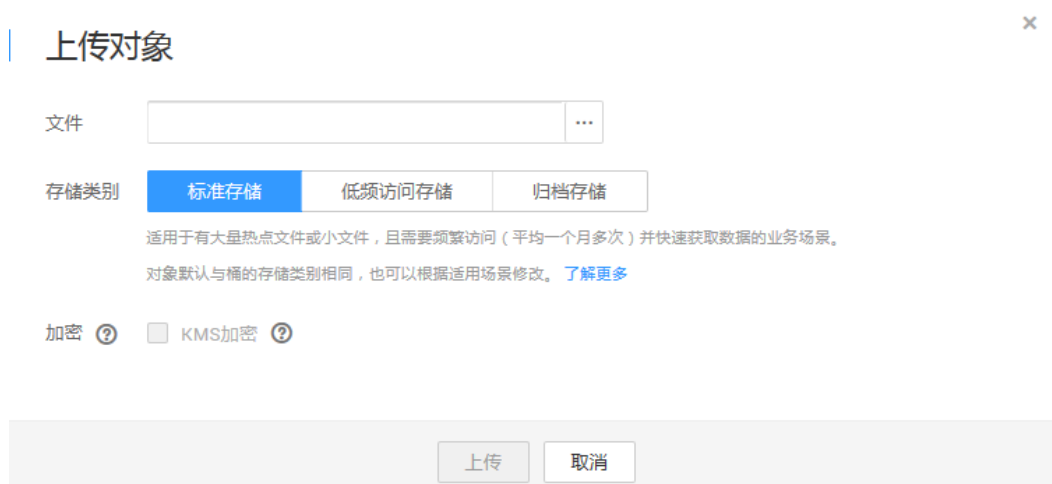 上传对象
文件
存储类别 标准存储 低频访问存储 归档存储
适用于有大量热点文件或小文件，且需要频繁访问（平均一个月多次）并快速获取数据的业务场景。
对象默认与桶的存储类别相同，也可以根据适用场景修改。 了解更多
加密 KMS加密
上传 取消